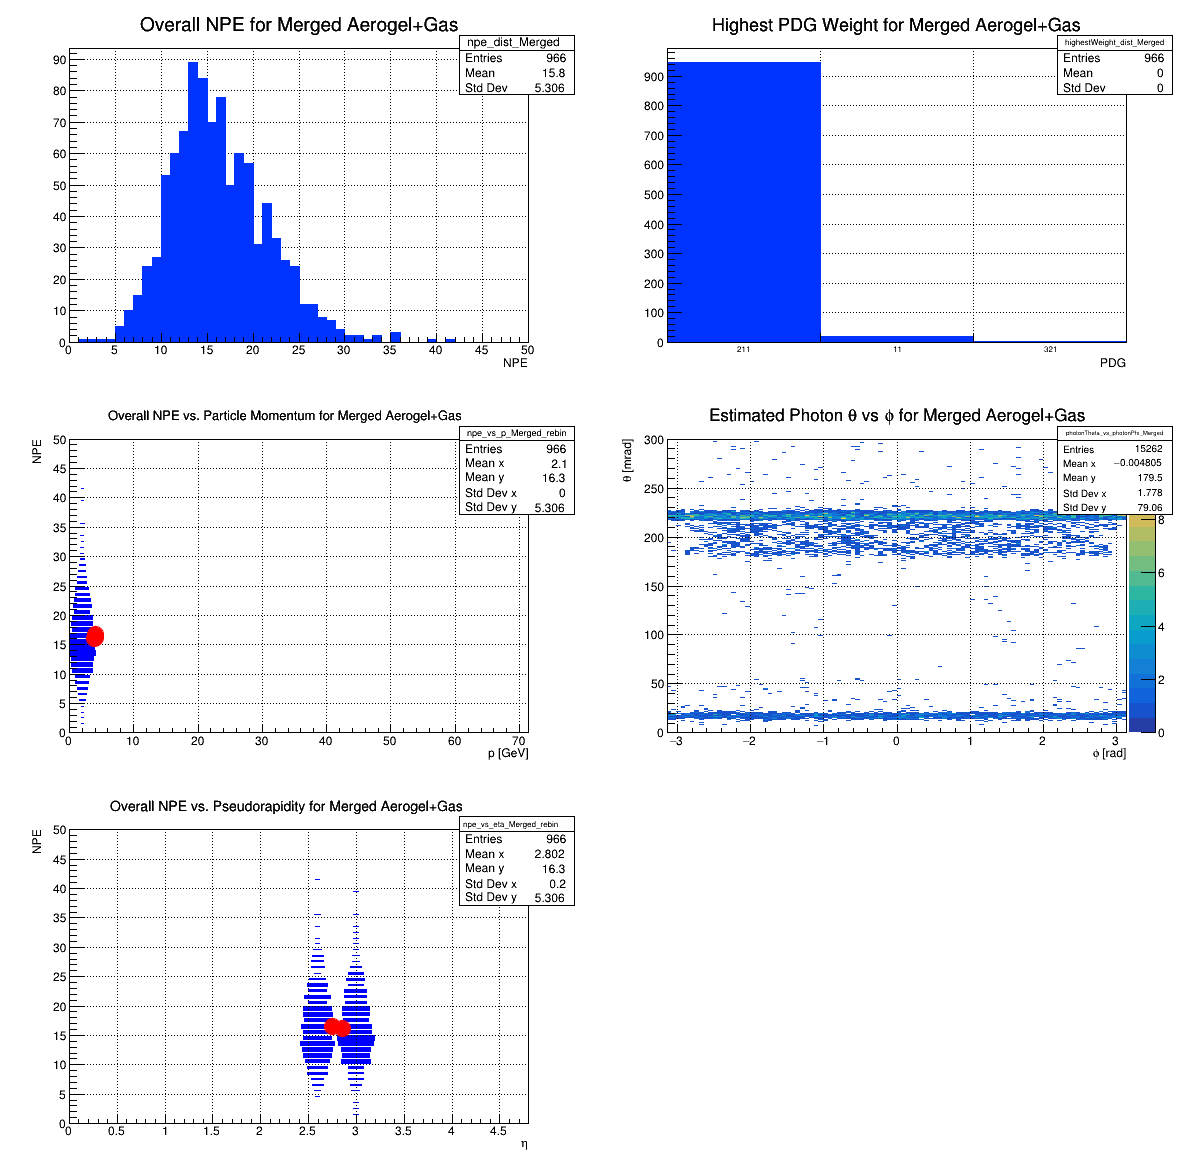 Overall NPE for Merged Aerogel+Gas
npe_dist_Merged
Entries 966
Mean 15.8
Std Dev 5.306
90
80
70
60
50
40
30
20
10
0
0 5 10 15 20 25 30 35 40 45 50
NPE
Highest PDG Weight for Merged Aerogel+Gas
highestWeight_dist_Merged
Entries 966
Mean 0
Std Dev 0
900
800
700
600
500
400
300
200
100
0
211 11 321
PDG
Overall NPE vs. Particle Momentum for Merged Aerogel+Gas
npe_vs_p_Merged_rebin
Entries 966
Mean x 2.1
Mean y 16.3
Std Dev x 0
Std Dev y 5.306
NPE
50
45
40
35
30
25
20
15
10
5
0
0 10 20 30 40 50 60 70
p [GeV]
Estimated Photon θ vs ϕ for Merged Aerogel+Gas
photonTheta_vs_photonPhi_Merged
Entries 15262
Mean x −0.004805
Mean y 179.5
Std Dev x 1.778
Std Dev y 79.06
θ [mrad]
300
250
200
150
100
50
0
−3 −2 −1 0 1 2 3
ϕ [rad]
8
6
4
2
0
Overall NPE vs. Pseudorapidity for Merged Aerogel+Gas
npe_vs_eta_Merged_rebin
Entries 966
Mean x 2.802
Mean y 16.3
Std Dev x 0.2
Std Dev y 5.306
NPE
50
45
40
35
30
25
20
15
10
5
0
0 0.5 1 1.5 2 2.5 3 3.5 4 4.5
η